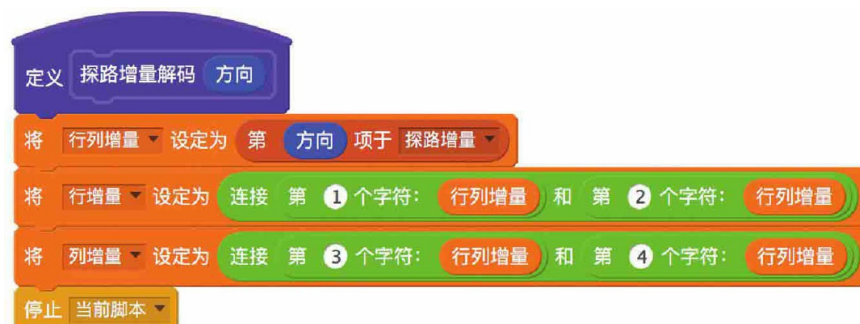 定义 探路增量解码 方向
将 行列增量 设定为 第 方向 项于 探路增量
将 行增量 设定为 连接 第 1 个字符： 行列增量 和 第 2 个字符： 行列增量
将 列增量 设定为 连接 第 3 个字符： 行列增量 和 第 4 个字符： 行列增量
停止 当前脚本